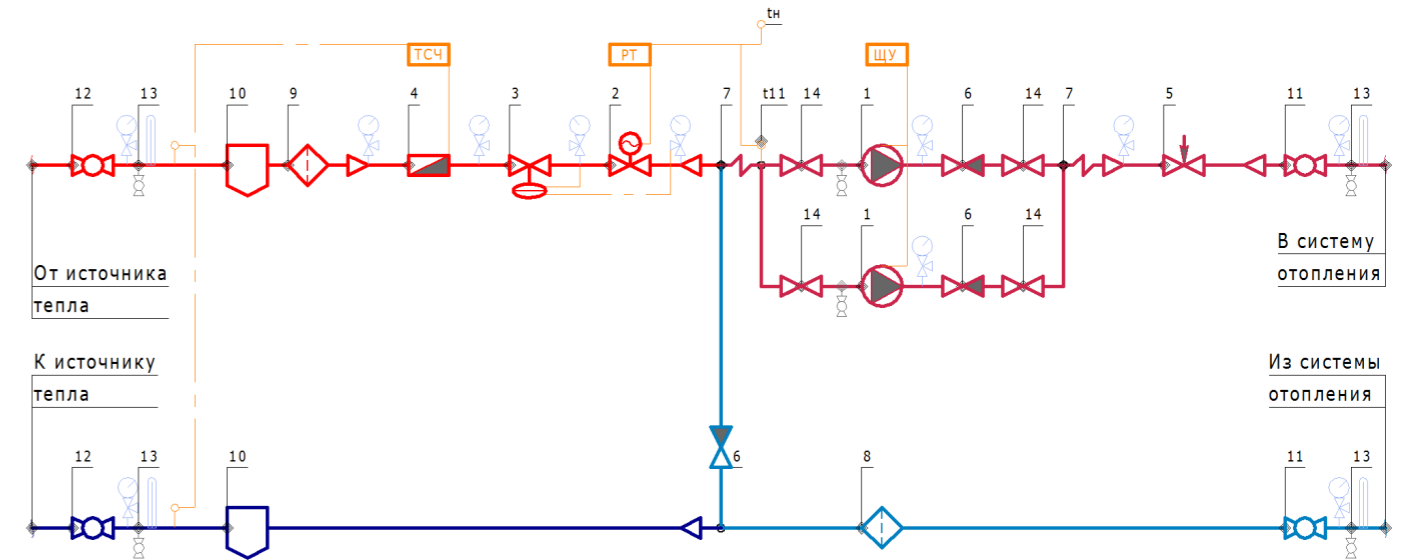 tн
ТСЧ РТ ЩУ
12 13 10 9 4 3 2 7 t11 14 1 6 14 7 5 11 13
14 1 6 14
От источника
тепла
В систему
отопления
К источнику
тепла
Из системы
отопления
12 13 10 6 8 11 13